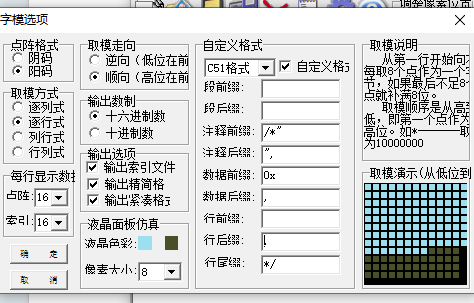 字模选项
点阵格式
阴码
阳码
取模方式
逐列式
逐行式
列行式
行列式
每行显示数据
点阵: 16
索引: 16
确 定
取 消
取模走向
逆向（低位在前
顺向（高位在前
输出数制
十六进制数
十进制数
输出选项
输出索引文件
输出精简格
输出紧凑格式
液晶面板仿真
液晶色彩:
像素大小: 8
自定义格式
C51格式
自定义格式
段前缀:
段后缀:
注释前缀: /*"
注释后缀: ",
数据前缀: 0x
数据后缀: ,
行前缀:
行后缀:
行尾缀: */
取模说明
从第一行开始向
每取8个点作为一个字
节，如果最后不足8个
点就补满8位。
取模顺序是从高到
低，即第一个点作为
高位。如*-------取
为10000000
取模演示(从低位到